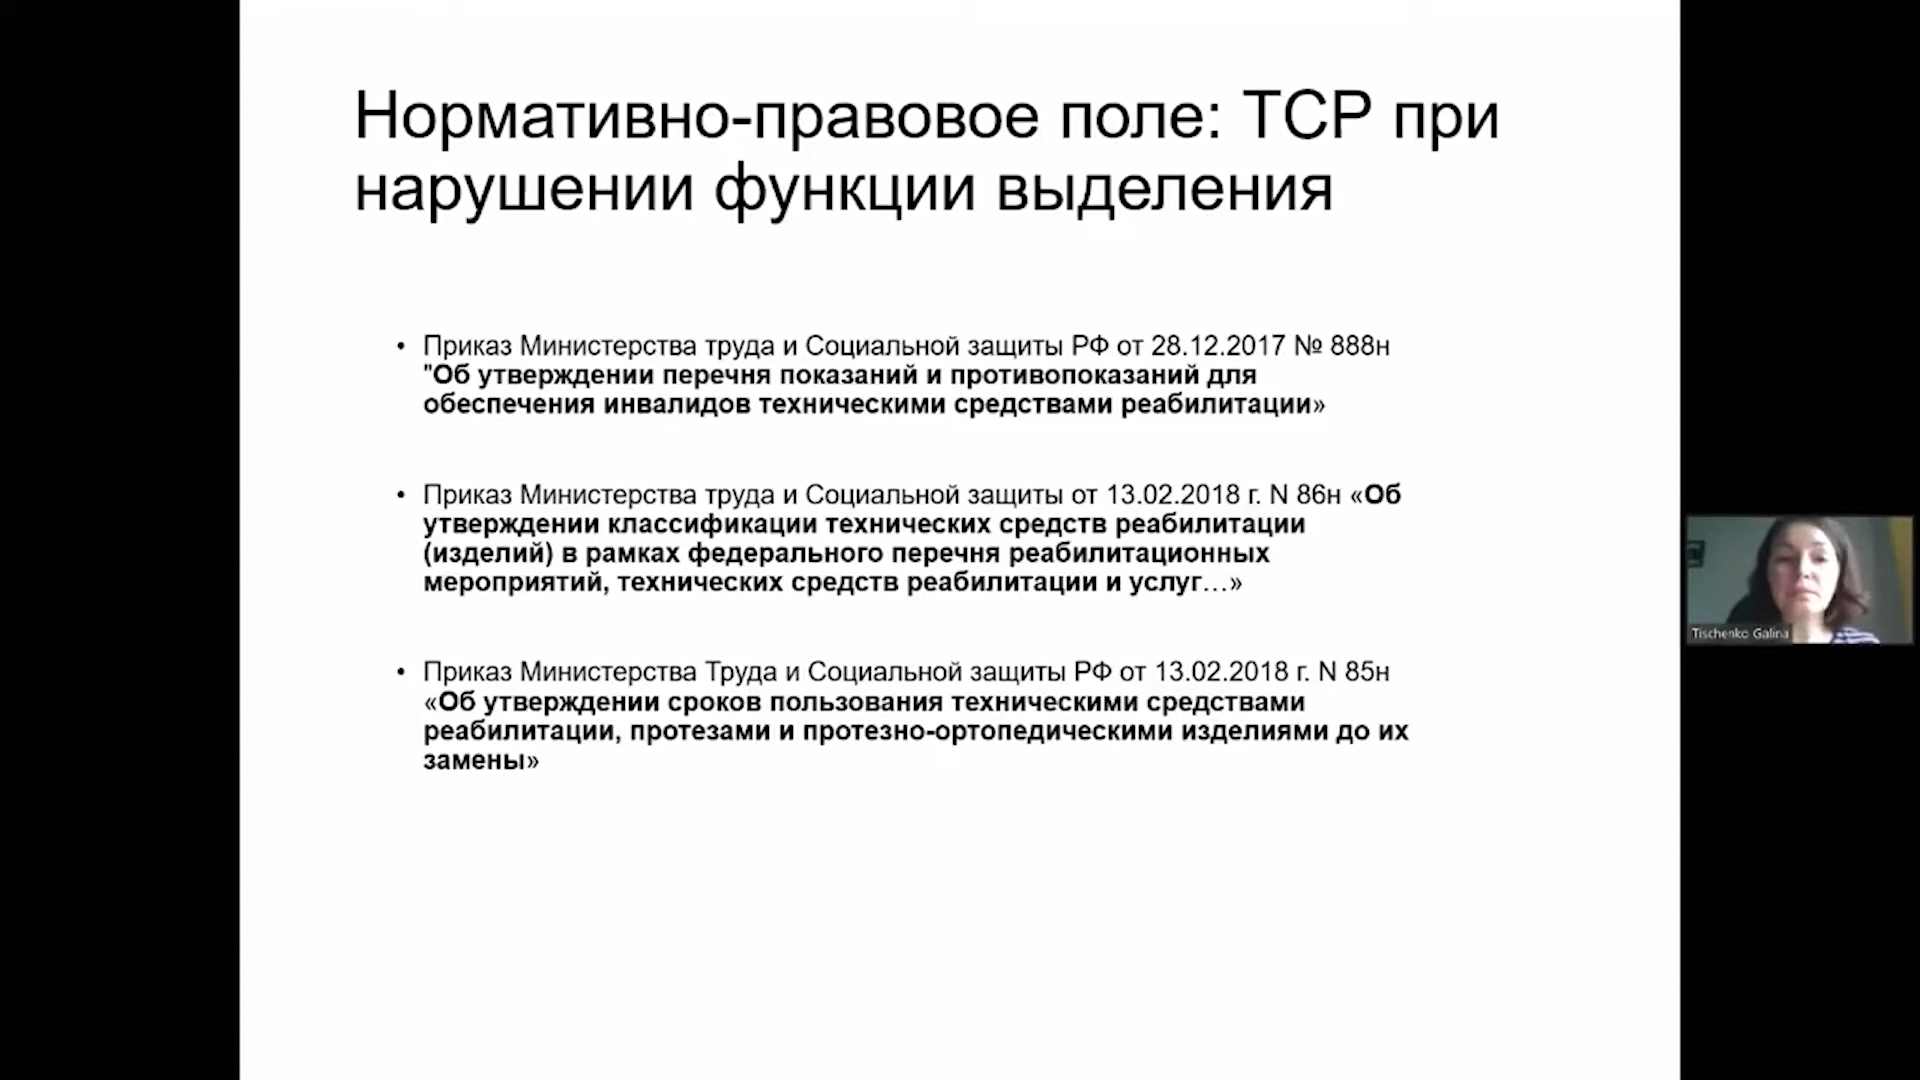 Нормативно-правовое поле: ТСР при
нарушении функции выделения
• Приказ Министерства труда и Социальной защиты РФ от 28.12.2017 № 888н
"Об утверждении перечня показаний и противопоказаний для
обеспечения инвалидов техническими средствами реабилитации»
• Приказ Министерства труда и Социальной защиты от 13.02.2018 г. N 86н «Об
утверждении классификации технических средств реабилитации
(изделий) в рамках федерального перечня реабилитационных
мероприятий, технических средств реабилитации и услуг…»
• Приказ Министерства Труда и Социальной защиты РФ от 13.02.2018 г. N 85н
«Об утверждении сроков пользования техническими средствами
реабилитации, протезами и протезно-ортопедическими изделиями до их
замены»
Tischenko Galina